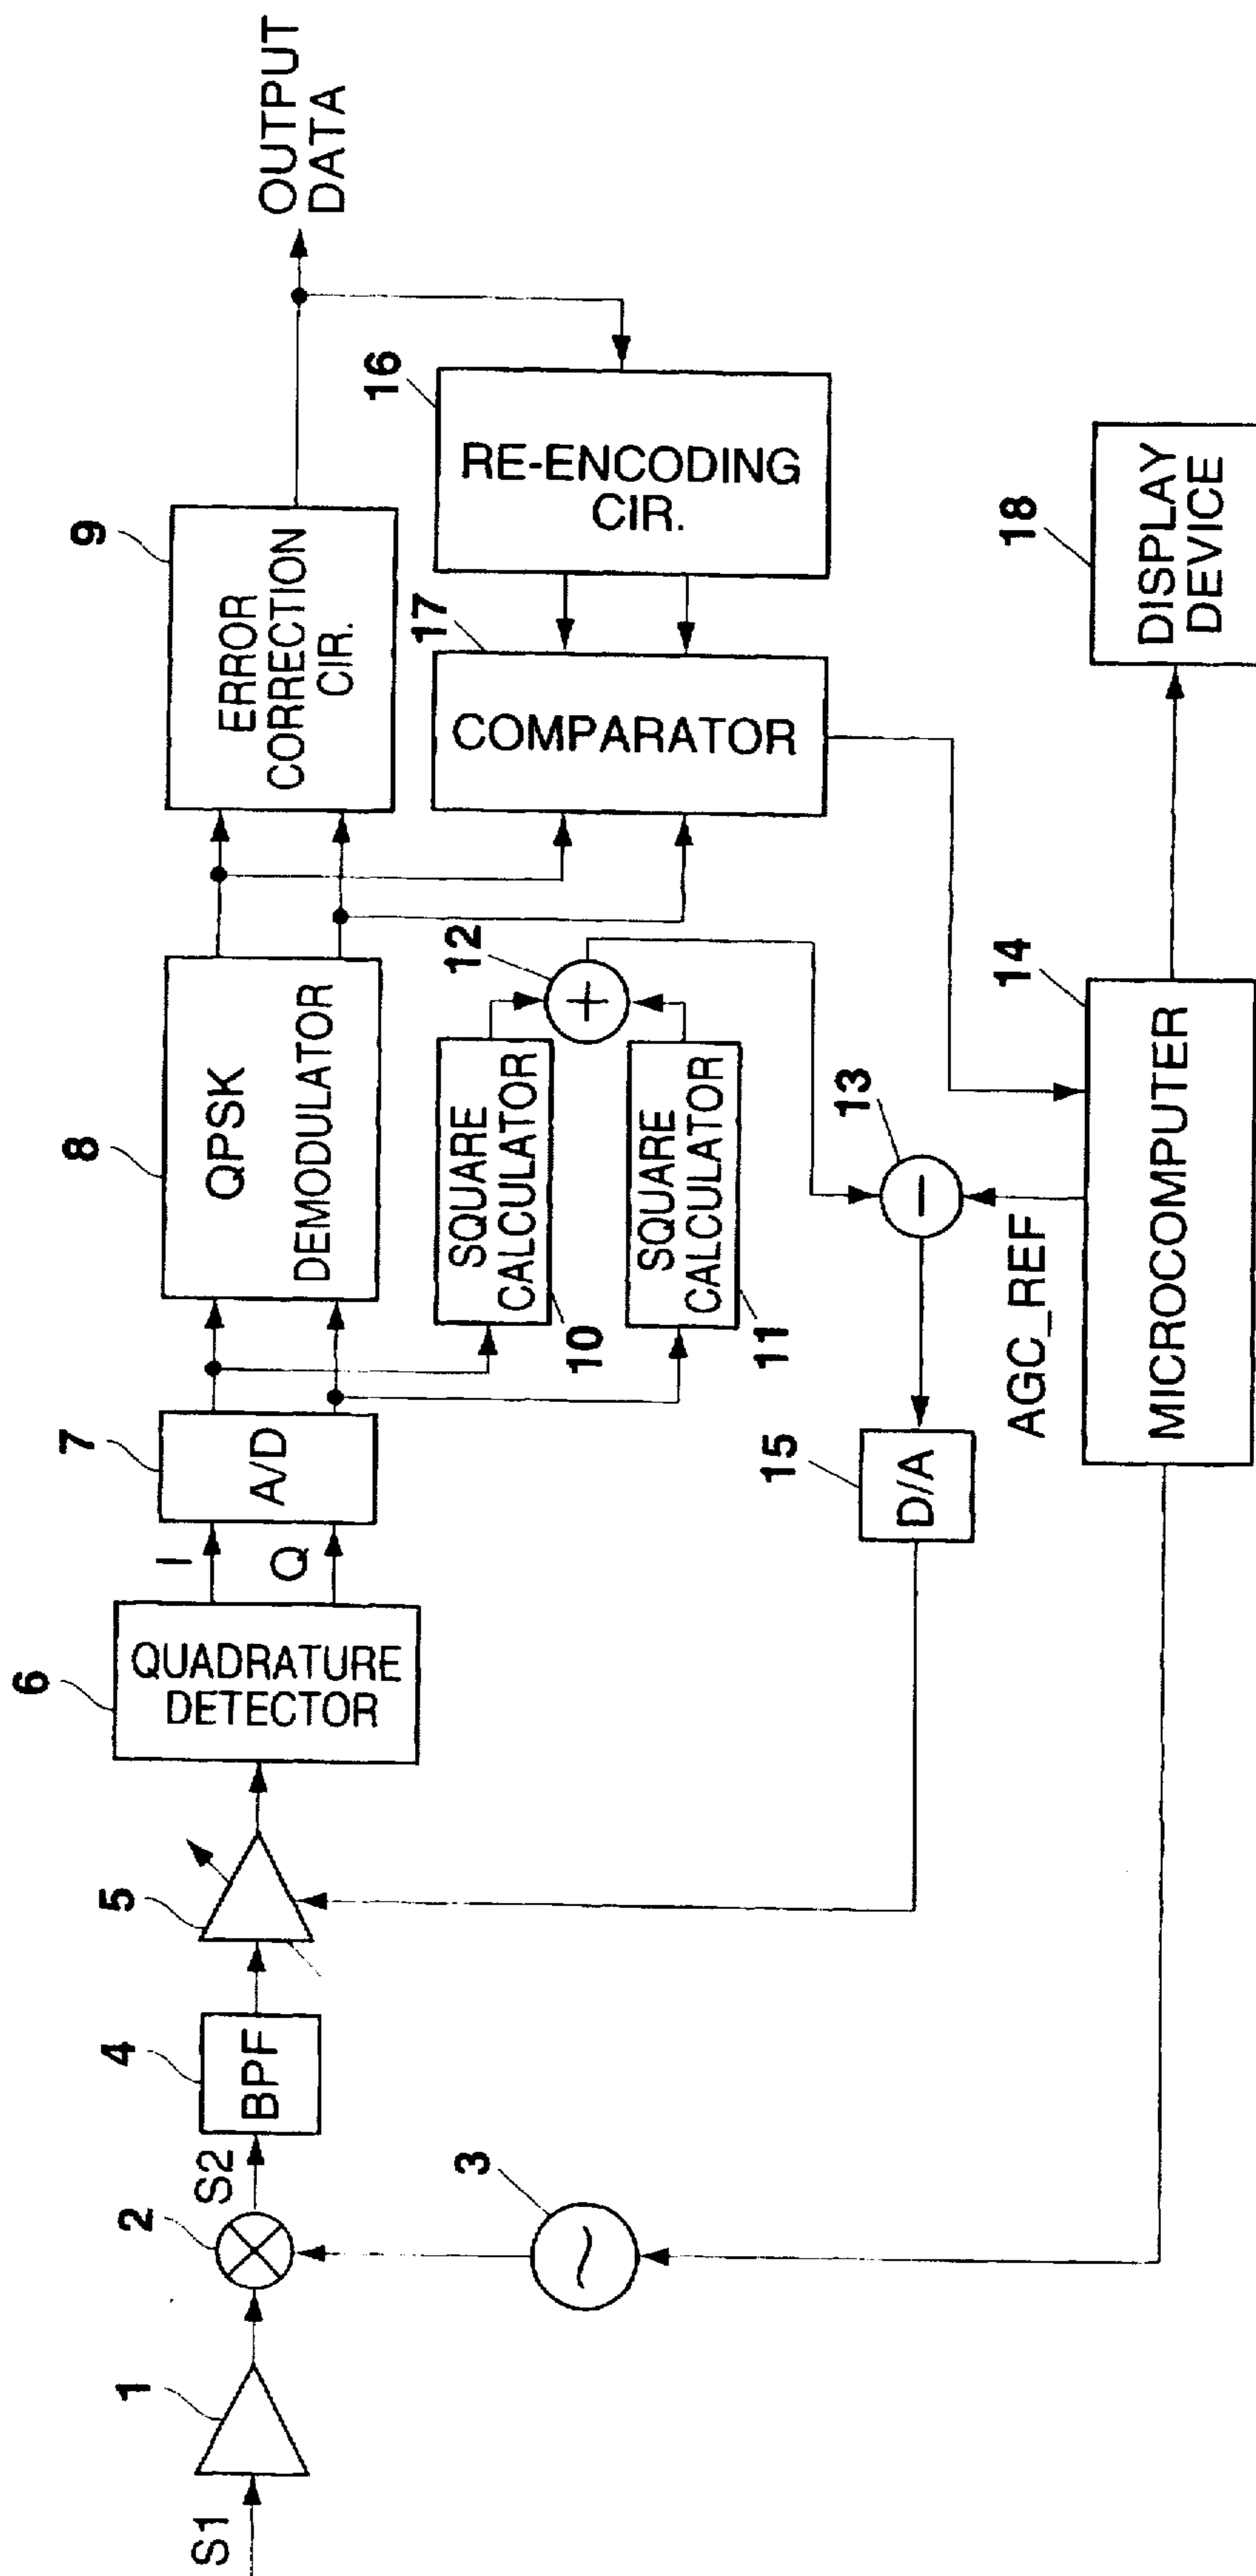 S1
1
2
S2
3
4
BPF
5
6
QUADRATURE
DETECTOR
I
Q
7
A/D
8
QPSK
DEMODULATOR
9
ERROR
CORRECTION
CIR.
OUTPUT
DATA
SQUARE
CALCULATOR
10
SQUARE
CALCULATOR
11
12
+
17
COMPARATOR
16
RE-ENCODING
CIR.
13
−
15
D/A
AGC_REF
14
MICROCOMPUTER
18
DISPLAY
DEVICE